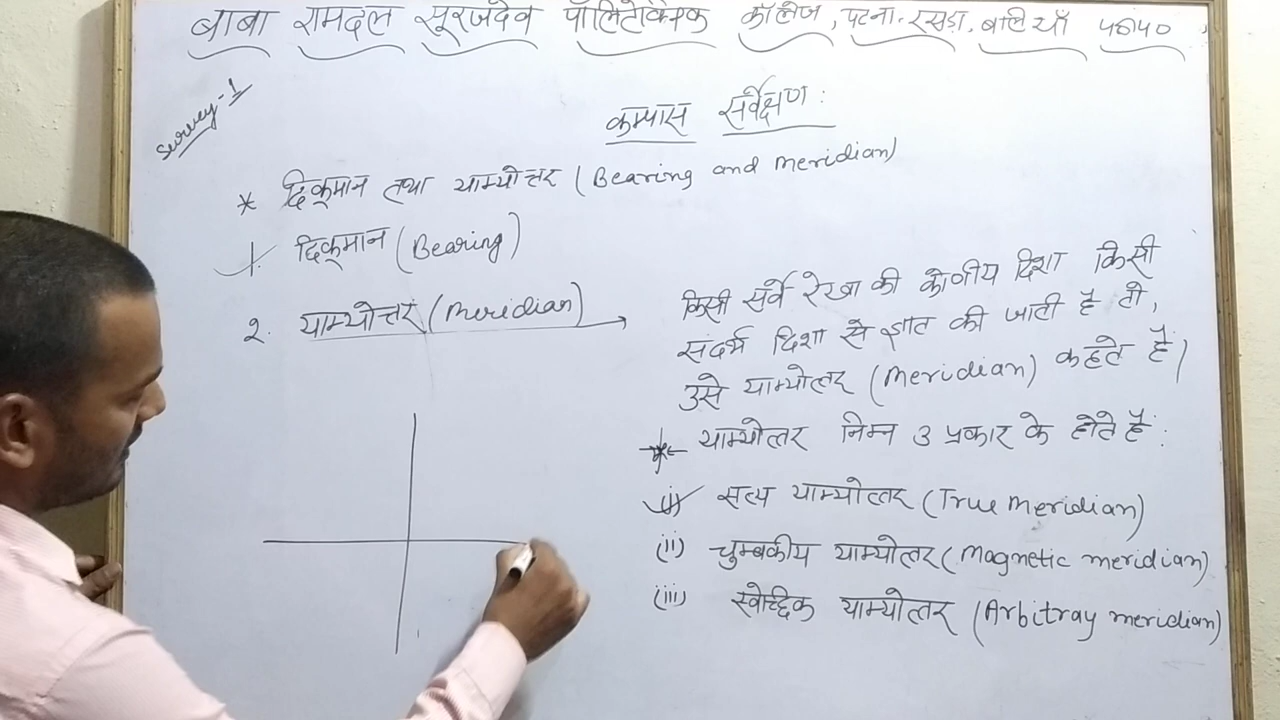 बाबा रामदल सूरजदेव पॉलिटेक्निक कॉलेज, पटना-रसड़ा, बलियाँ उ०प्र०
Survey-1
कम्पास सर्वेक्षण:
* दिक्मान तथा याम्योत्तर (Bearing and Meridian)
1. दिक्मान (Bearing)
2. याम्योत्तर (Meridian)
किसी सर्वे रेखा की कोणीय दिशा किसी
संदर्भ दिशा से ज्ञात की जाती है तो,
उसे याम्योत्तर (Meridian) कहते हैं।
* याम्योत्तर निम्न 3 प्रकार के होते हैं:
(i) सत्य याम्योत्तर (True Meridian)
(ii) चुम्बकीय याम्योत्तर (Magnetic meridian)
(iii) स्वेच्छिक याम्योत्तर (Arbitray meridian)